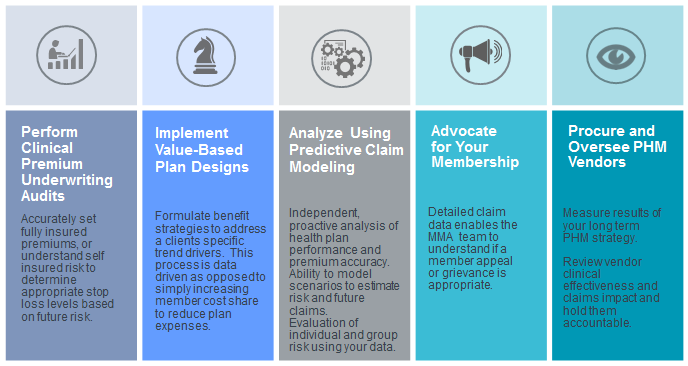 Perform
Clinical
Premium
Underwriting
Audits
Accurately set
fully insured
premiums, or
understand self
insured risk to
determine
appropriate stop
loss levels based
on future risk.
Implement
Value-Based
Plan Designs
Formulate benefit
strategies to address
a clients specific
trend drivers. This
process is data
driven as opposed to
simply increasing
member cost share
to reduce plan
expenses.
Analyze Using
Predictive Claim
Modeling
Independent,
proactive analysis of
health plan
performance and
premium accuracy.
Ability to model
scenarios to estimate
risk and future
claims.
Evaluation of
individual and group
risk using your data.
Advocate
for Your
Membership
Detailed claim
data enables the
MMA team to
understand if a
member appeal
or grievance is
appropriate.
Procure and
Oversee PHM
Vendors
Measure results of
your long term
PHM strategy.
Review vendor
clinical
effectiveness and
claims impact and
hold them
accountable.